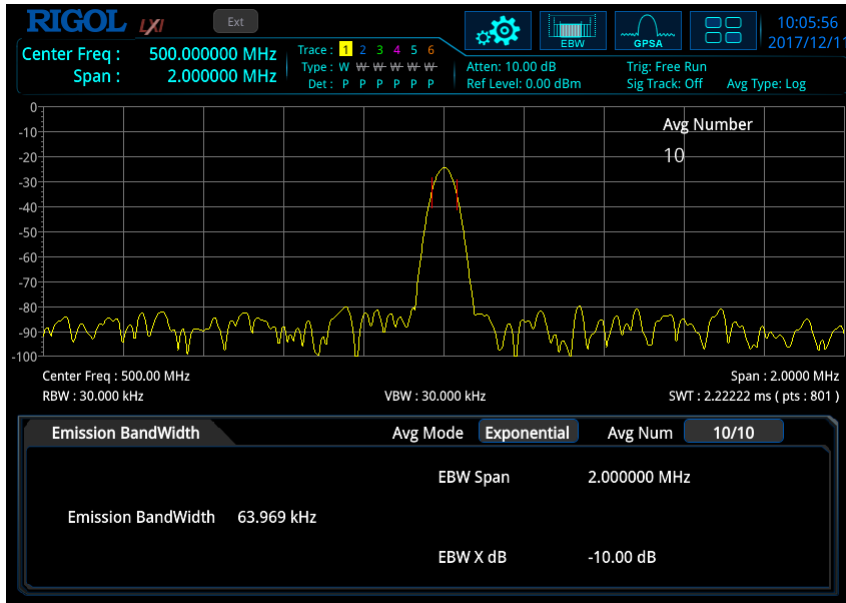 RIGOL LXI Ext 10:05:56
2017/12/11
Center Freq : 500.000000 MHz
Span : 2.000000 MHz
Trace : 1 2 3 4 5 6
Type : W W W W W W
Det : P P P P P P
EBW
GPSA
Atten: 10.00 dB
Ref Level: 0.00 dBm
Trig: Free Run
Sig Track: Off Avg Type: Log
Avg Number
10
0
-10
-20
-30
-40
-50
-60
-70
-80
-90
-100
Center Freq : 500.00 MHz Span : 2.0000 MHz
RBW : 30.000 kHz VBW : 30.000 kHz SWT : 2.22222 ms ( pts : 801 )
Emission BandWidth Avg Mode Exponential Avg Num 10/10
EBW Span 2.000000 MHz
Emission BandWidth 63.969 kHz
EBW X dB -10.00 dB